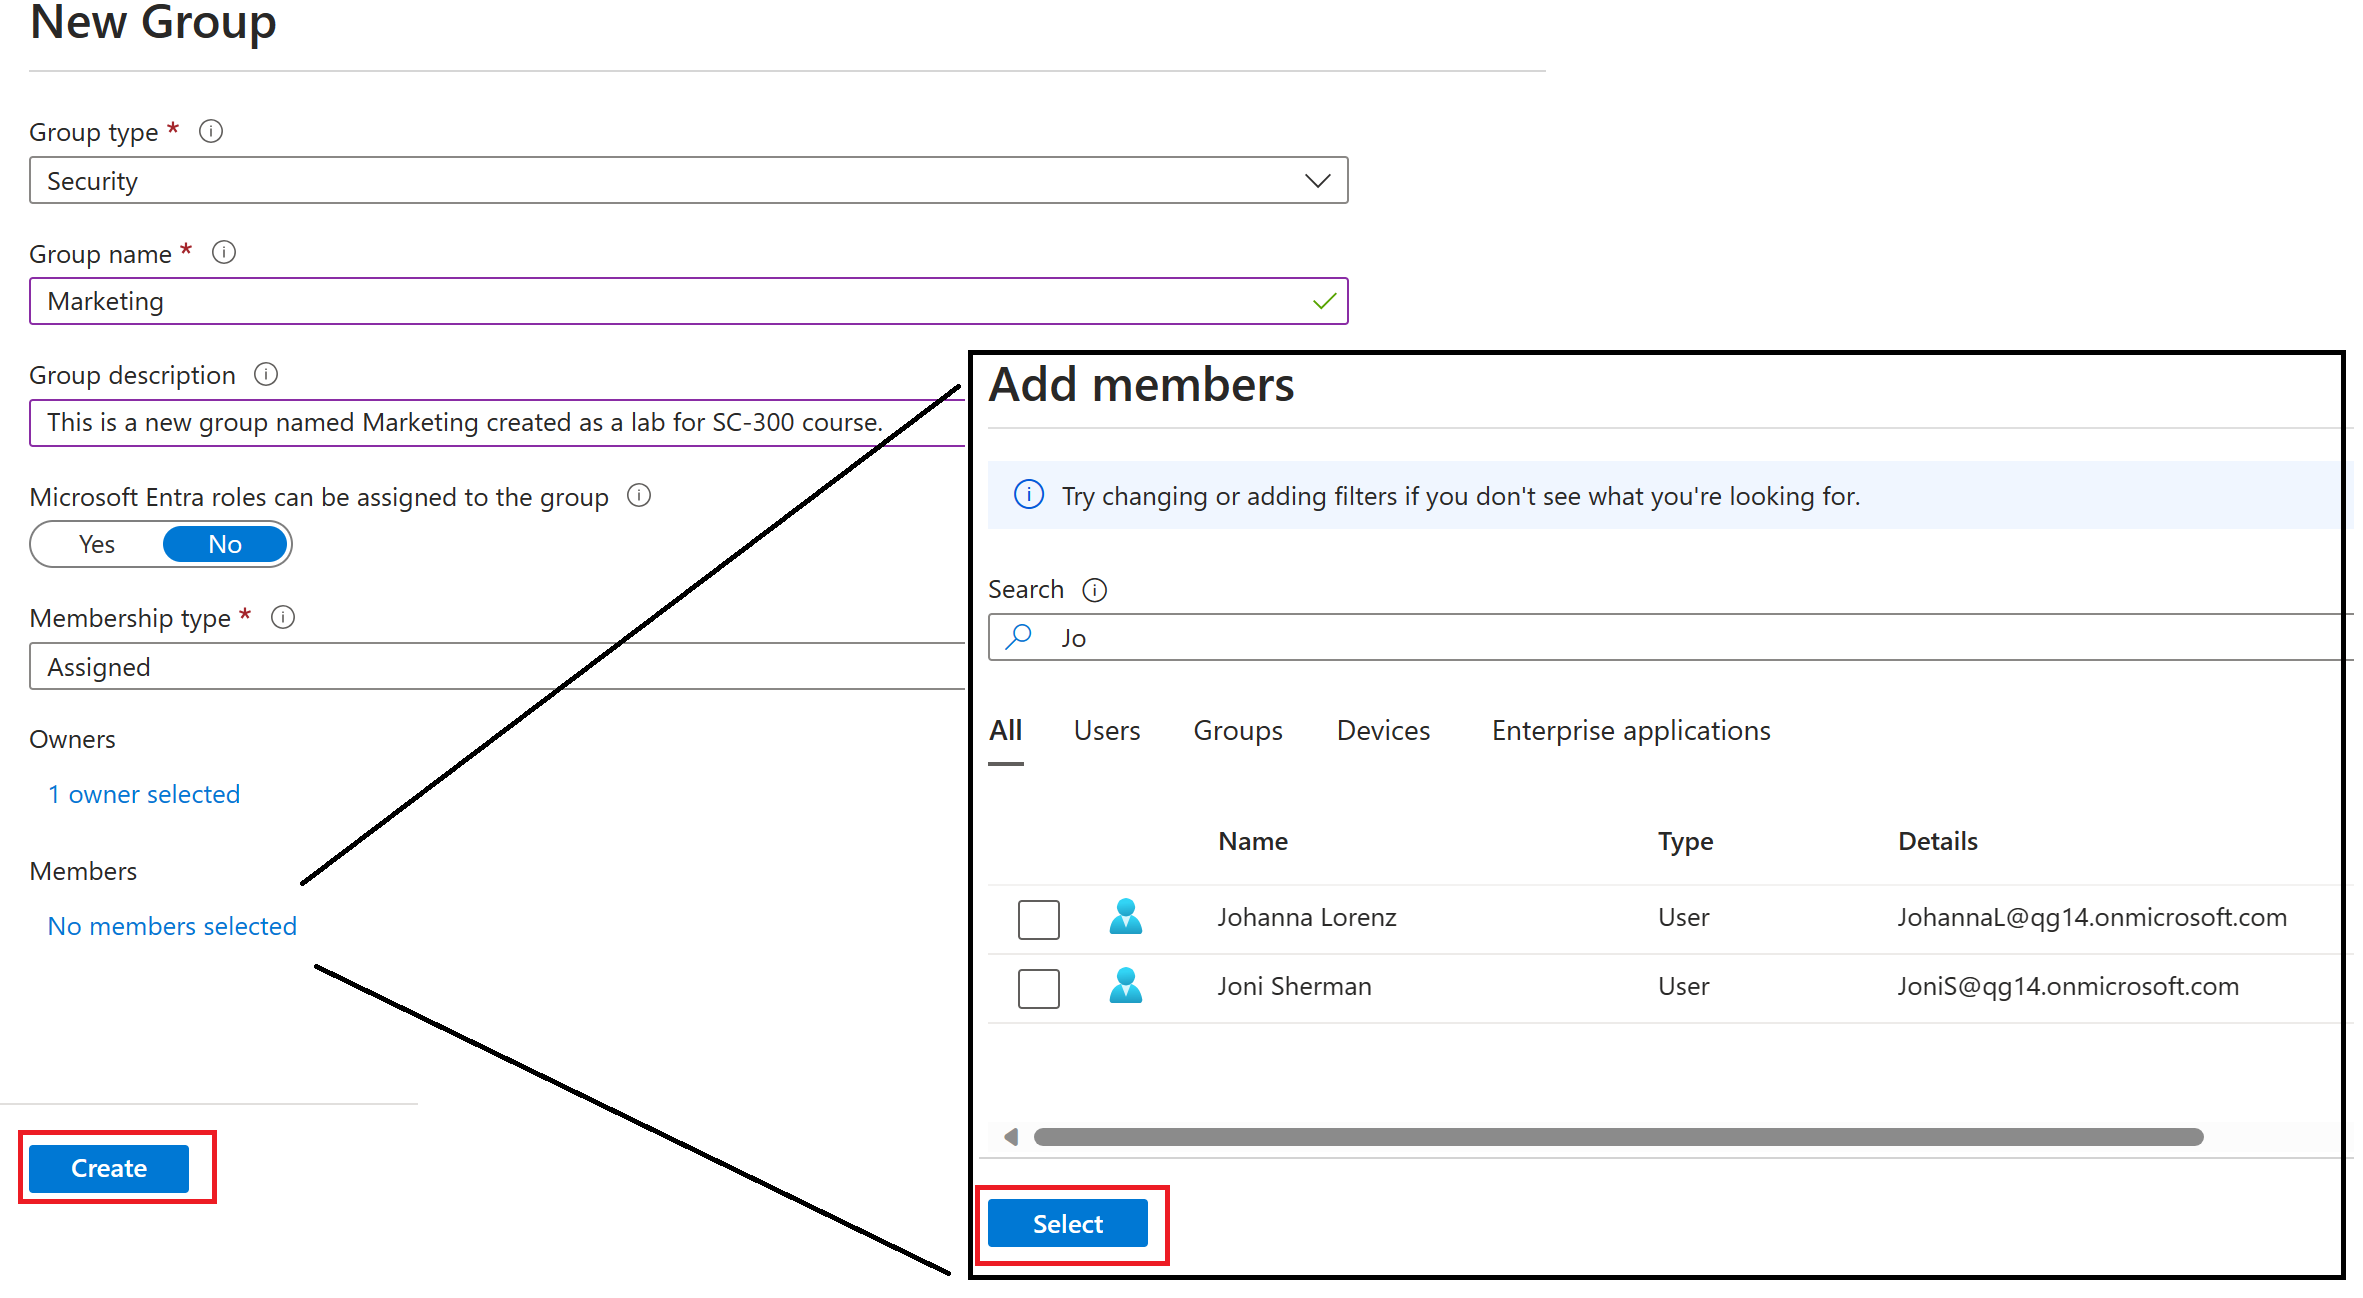 New Group
Group type *
Security
Group name *
Marketing
Group description
This is a new group named Marketing created as a lab for SC-300 course.
Microsoft Entra roles can be assigned to the group
Yes No
Membership type *
Assigned
Owners
1 owner selected
Members
No members selected
Create
Add members
Try changing or adding filters if you don't see what you're looking for.
Search
Jo
All Users Groups Devices Enterprise applications
Name Type Details
Johanna Lorenz User JohannaL@qg14.onmicrosoft.com
Joni Sherman User JoniS@qg14.onmicrosoft.com
Select